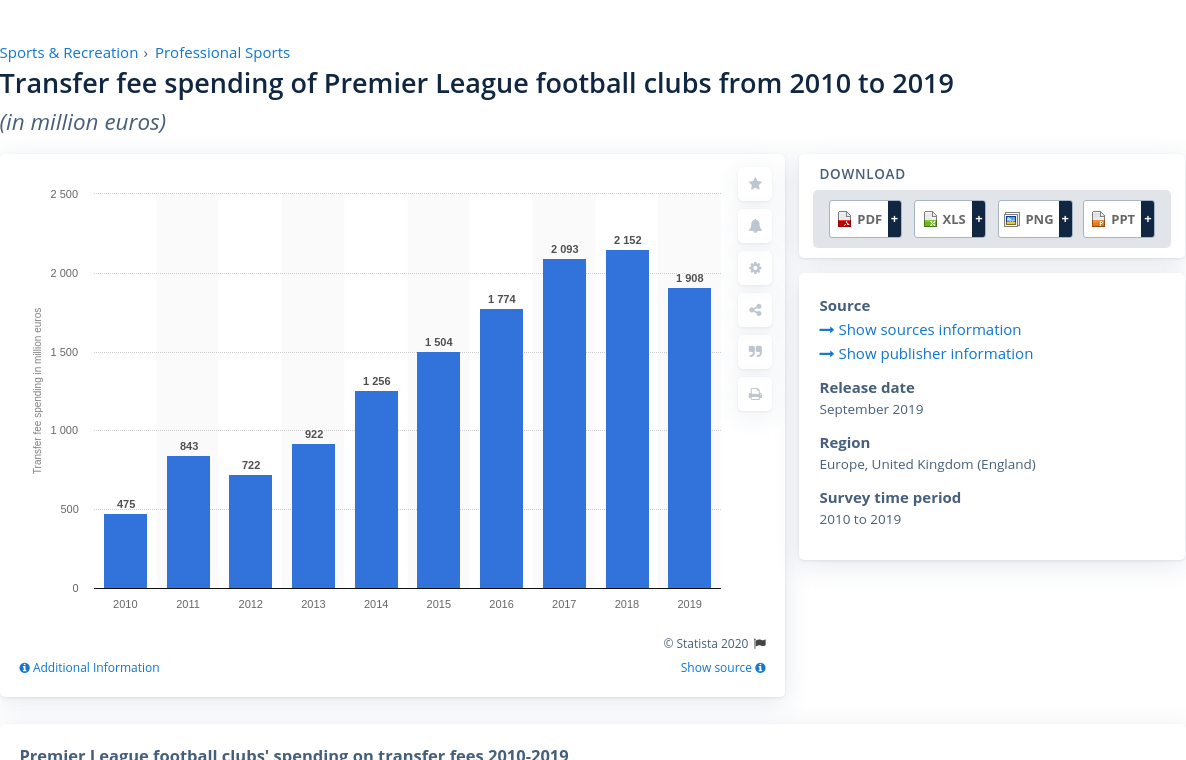 Sports & Recreation › Professional Sports
Transfer fee spending of Premier League football clubs from 2010 to 2019
(in million euros)
2 500
2 000
1 500
1 000
500
0
Transfer fee spending in million euros
475
843
722
922
1 256
1 504
1 774
2 093
2 152
1 908
2010
2011
2012
2013
2014
2015
2016
2017
2018
2019
© Statista 2020
Additional Information
Show source
DOWNLOAD
PDF + XLS + PNG + PPT +
Source
Show sources information
Show publisher information
Release date
September 2019
Region
Europe, United Kingdom (England)
Survey time period
2010 to 2019
Premier League football clubs' spending on transfer fees 2010-2019